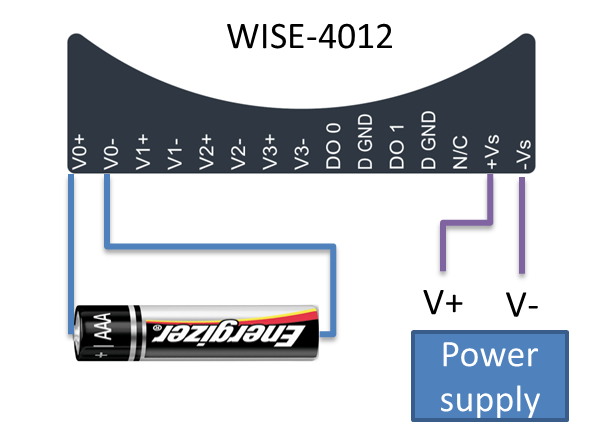 WISE-4012
V0+
V0-
V1+
V1-
V2+
V2-
V3+
V3-
DO 0
D GND
DO 1
D GND
N/C
+Vs
-Vs
+ | AAA
Energizer®
V+ V-
Power
supply